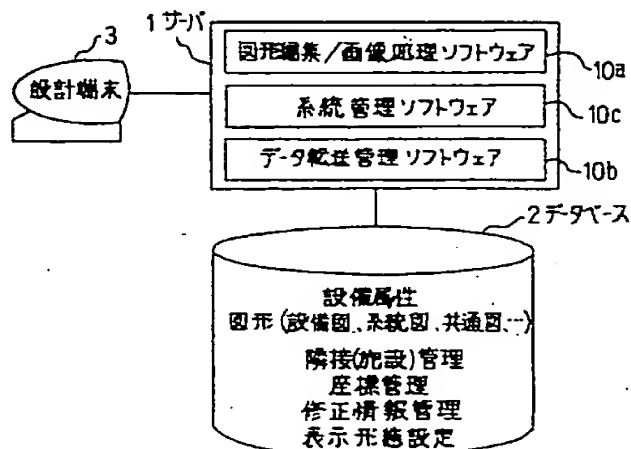 3
設計端末
1 サーバ
図形編集/画像処理ソフトウェア
10a
系統管理ソフトウェア
10c
データ転送管理ソフトウェア
10b
2 データベース
設備属性
図形(設備図、系統図、共通図、…)
隣接(施設)管理
座標管理
修正情報管理
表示形態設定